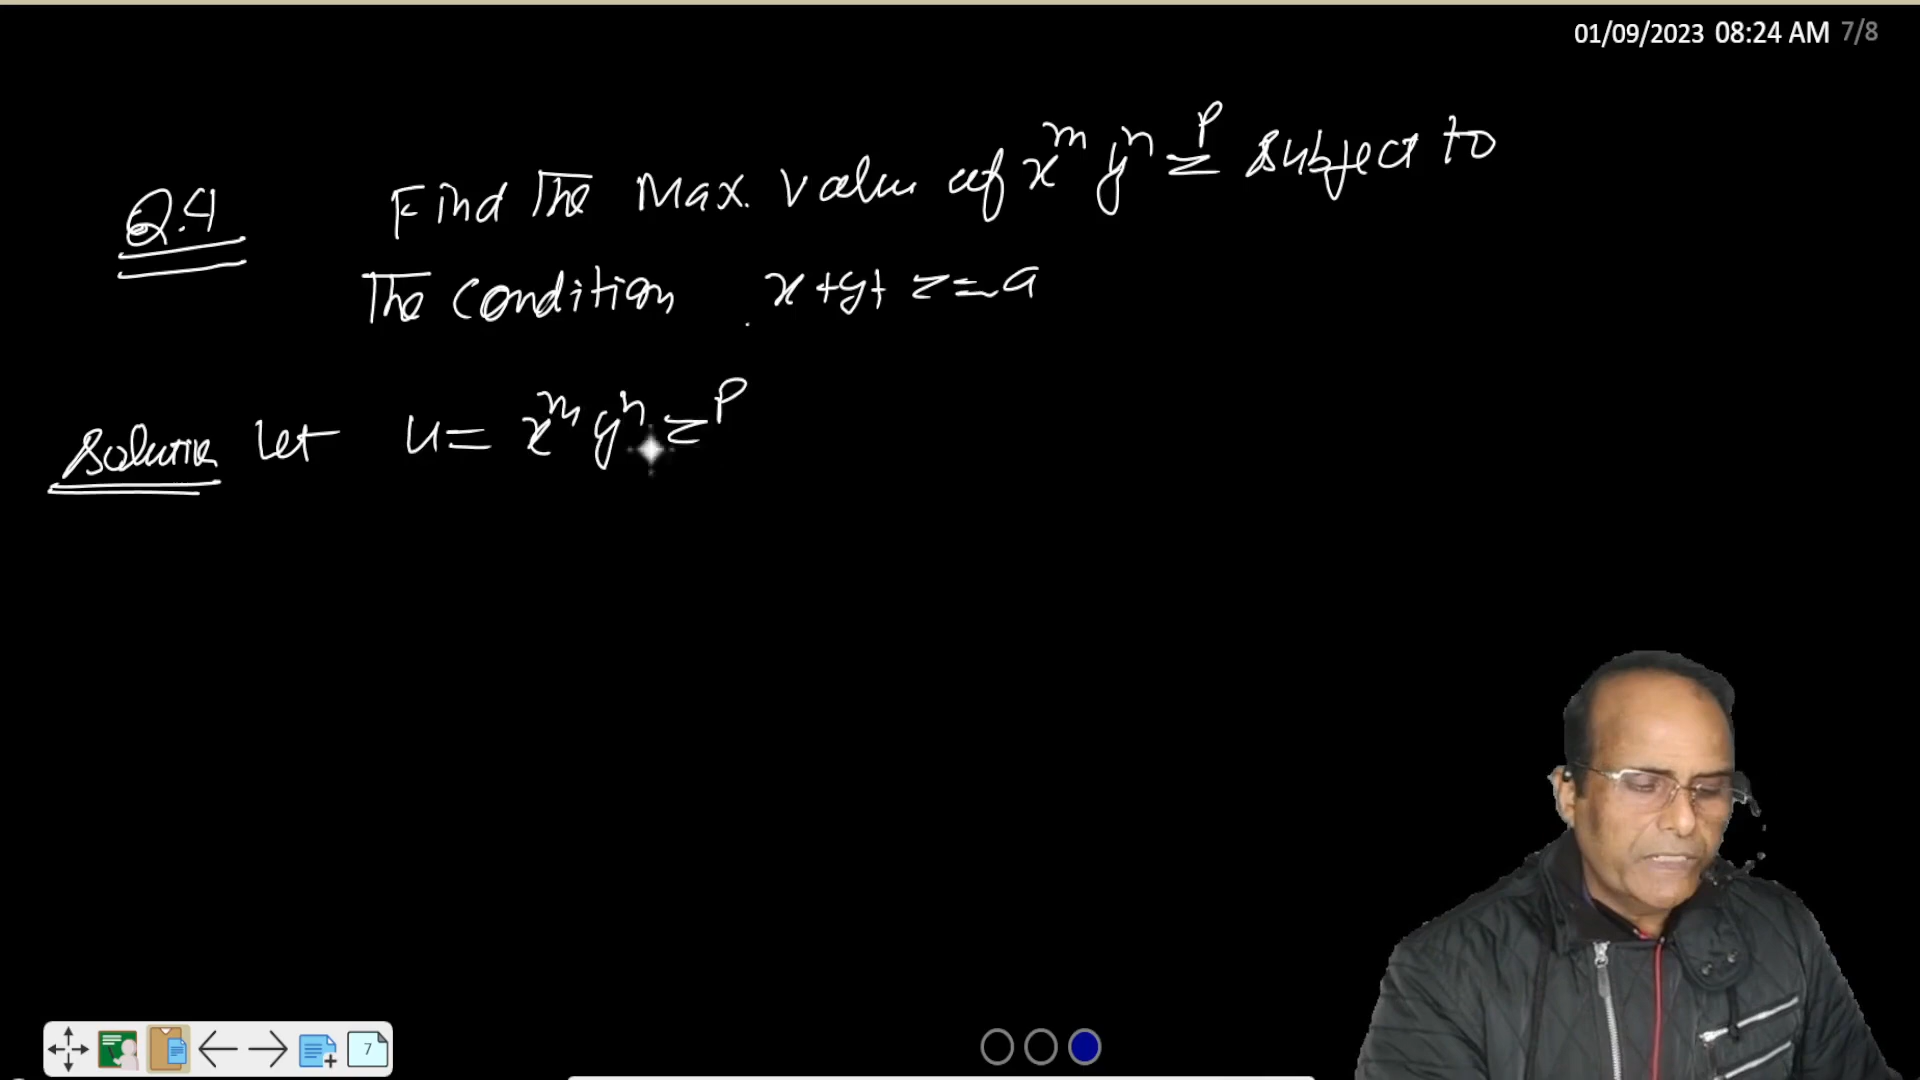 01/09/2023 08:24 AM 7/8
Q.4 Find The Max. Value of x^m y^n z^p subject to
The condition x+y+z=a
Solution Let u= x^m y^n z^p
7